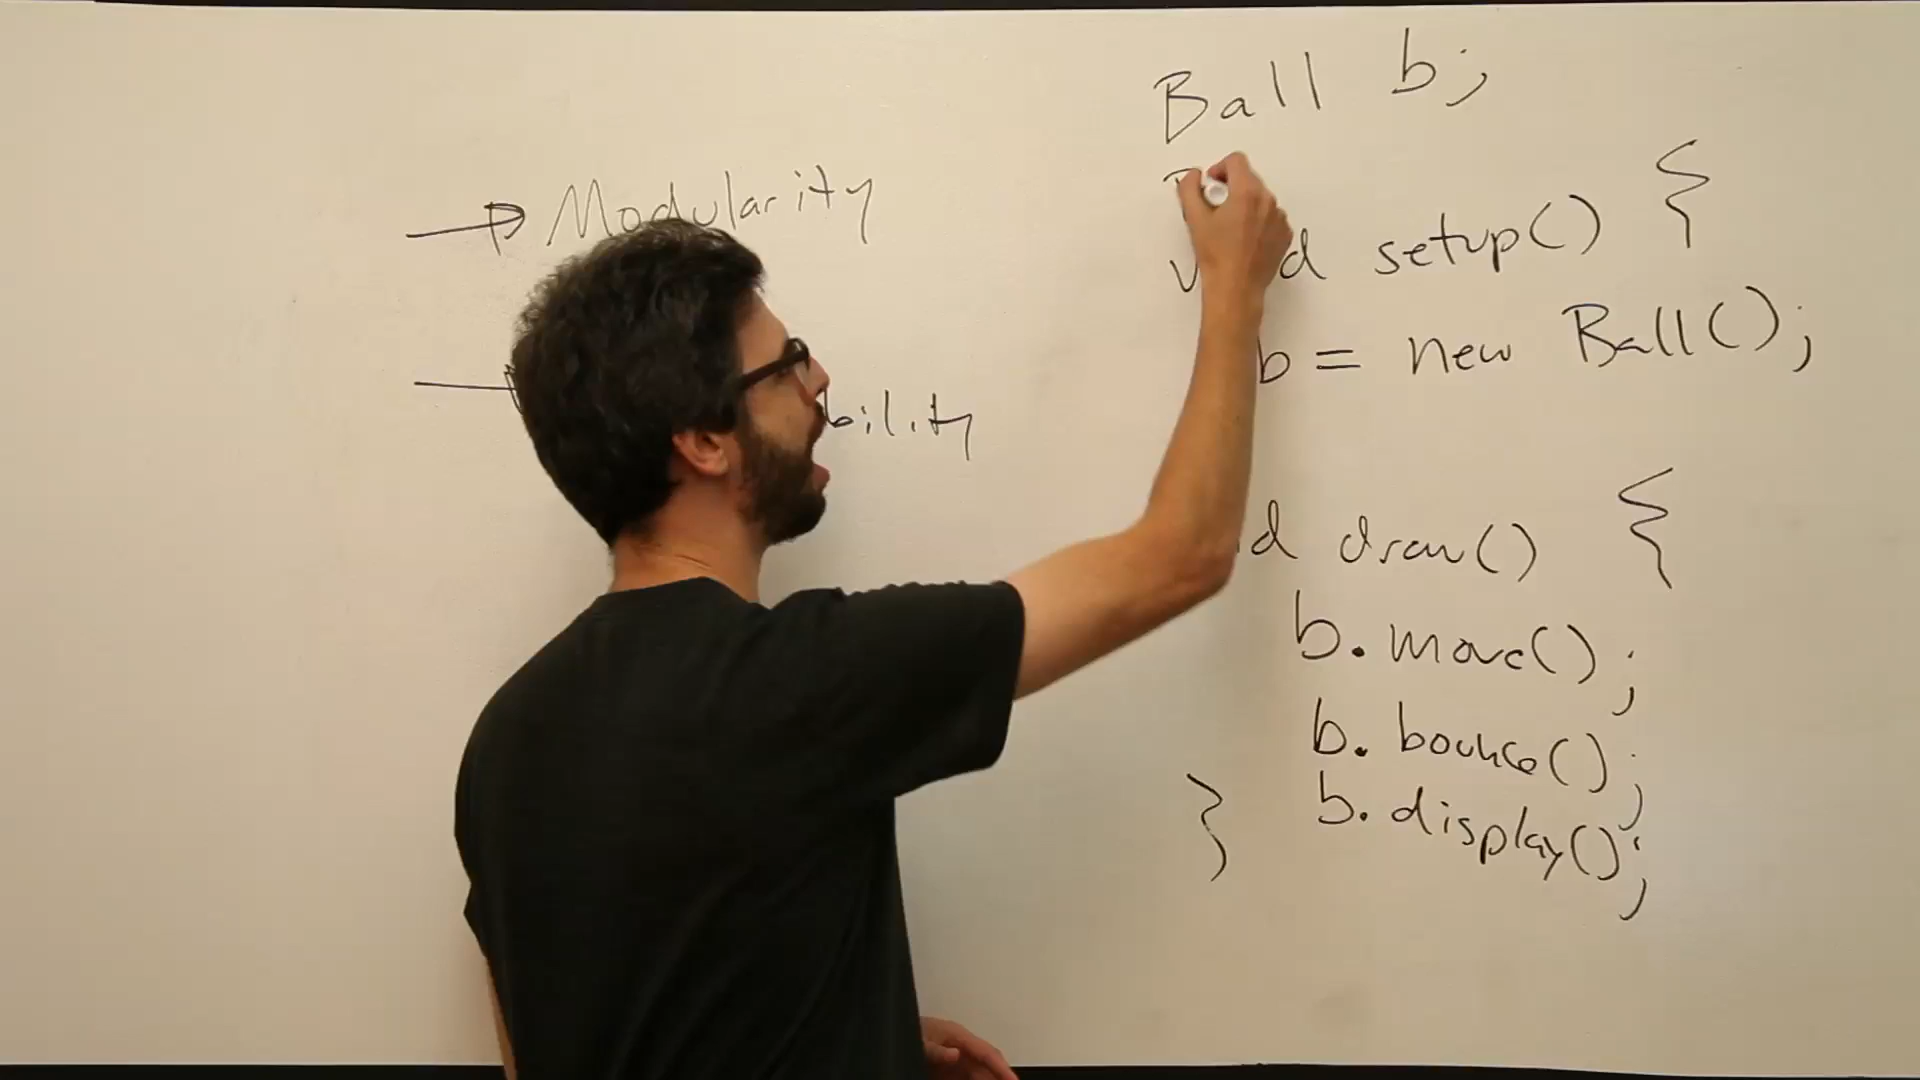 Modularity
bility
Ball b;
setup() {
b = new Ball();
draw() {
b.move();
b.bounce();
} b.display();